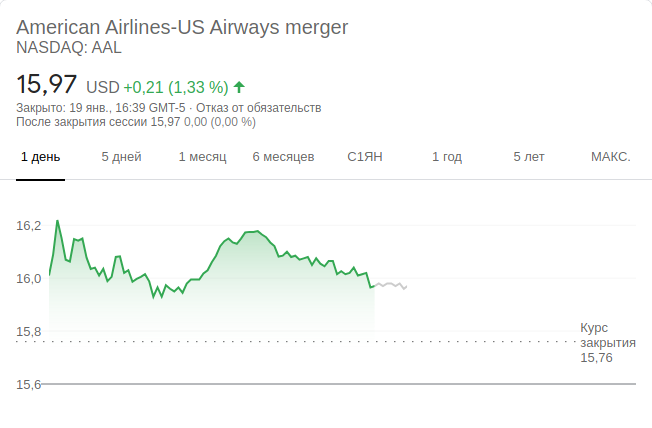 American Airlines-US Airways merger
NASDAQ: AAL
15,97 USD +0,21 (1,33 %)
Закрыто: 19 янв., 16:39 GMT-5 · Отказ от обязательств
После закрытия сессии 15,97 0,00 (0,00 %)
1 день 5 дней 1 месяц 6 месяцев С1ЯН 1 год 5 лет МАКС.
16,2
16,0
15,8
Курс
закрытия
15,76
15,6